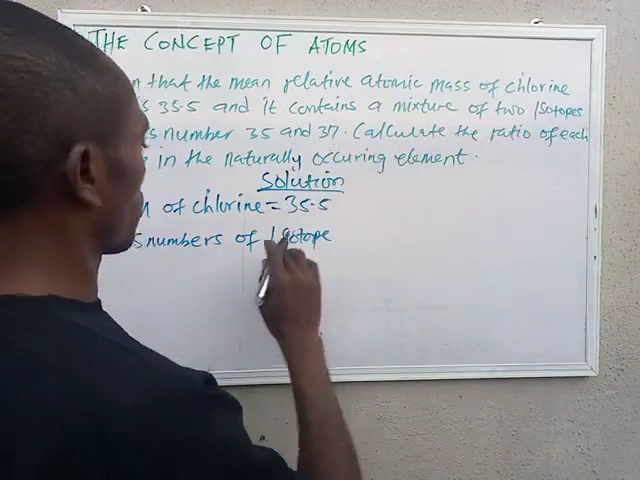 THE CONCEPT OF ATOMS
that the mean relative atomic mass of chlorine
35.5 and it contains a mixture of two Isotopes
number 35 and 37. Calculate the ratio of each
in the naturally occuring element.
Solution
of chlorine = 35.5
numbers of Isotope